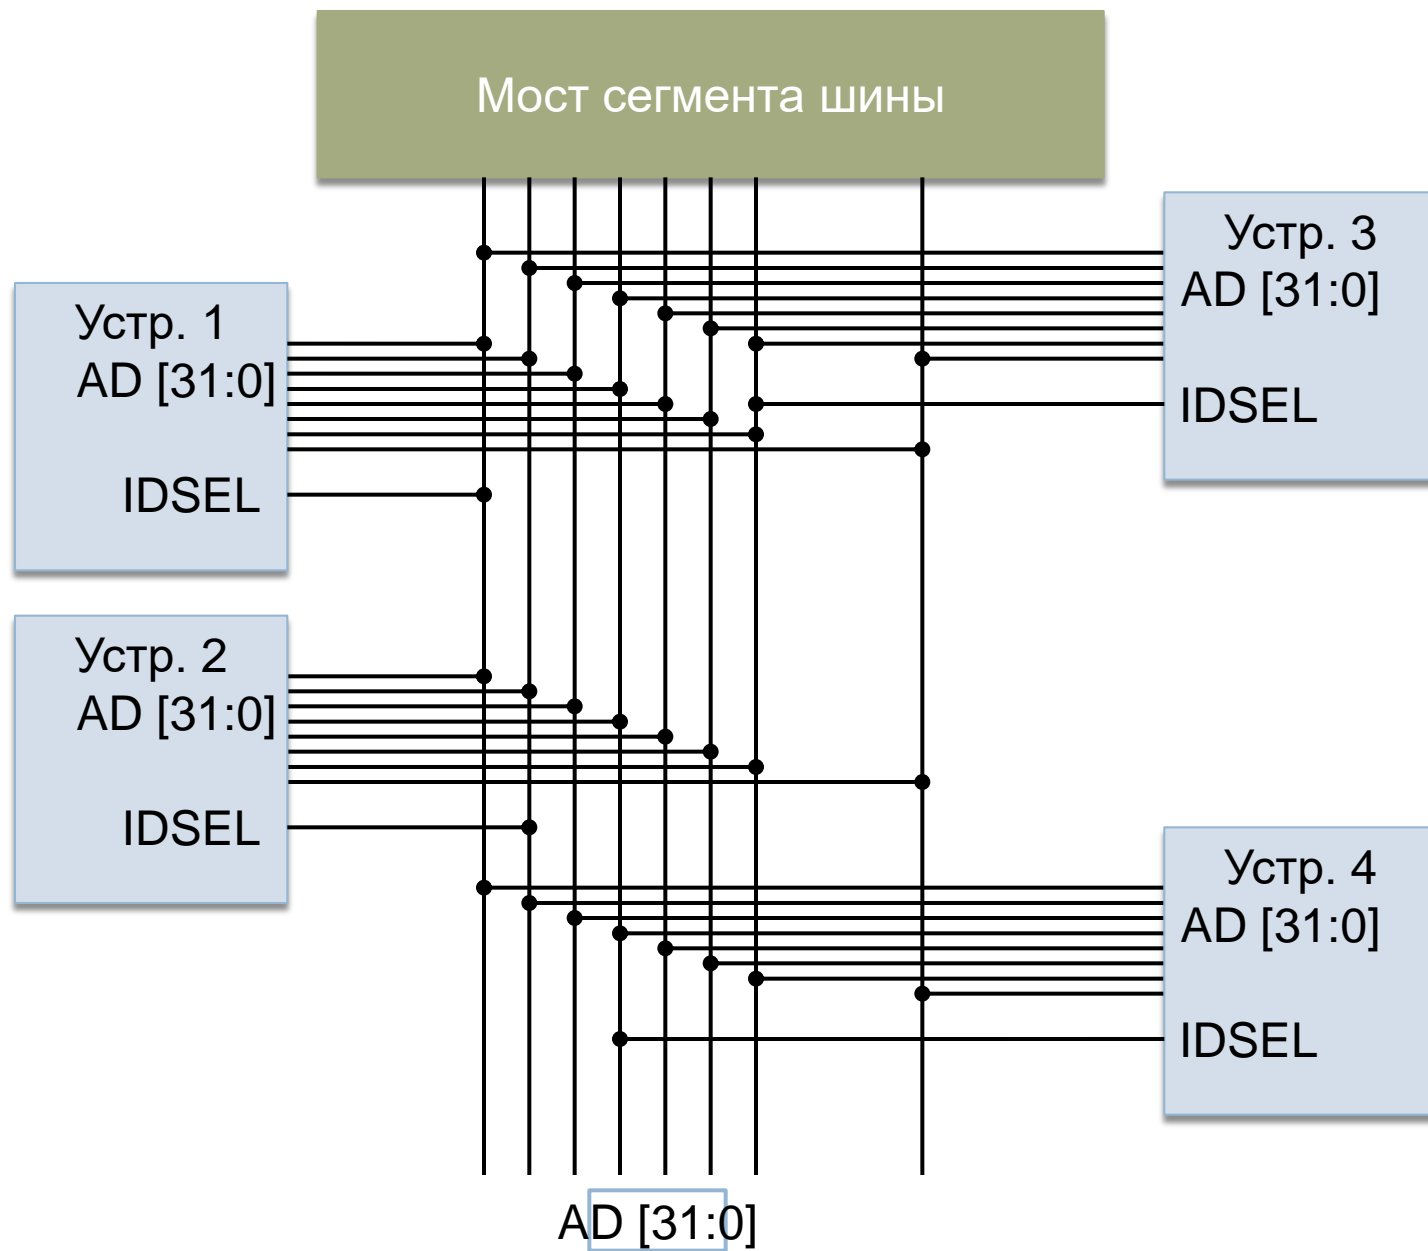 Мост сегмента шины
Устр. 3
AD [31:0]
IDSEL
Устр. 1
AD [31:0]
IDSEL
Устр. 2
AD [31:0]
IDSEL
Устр. 4
AD [31:0]
IDSEL
AD [31:0]